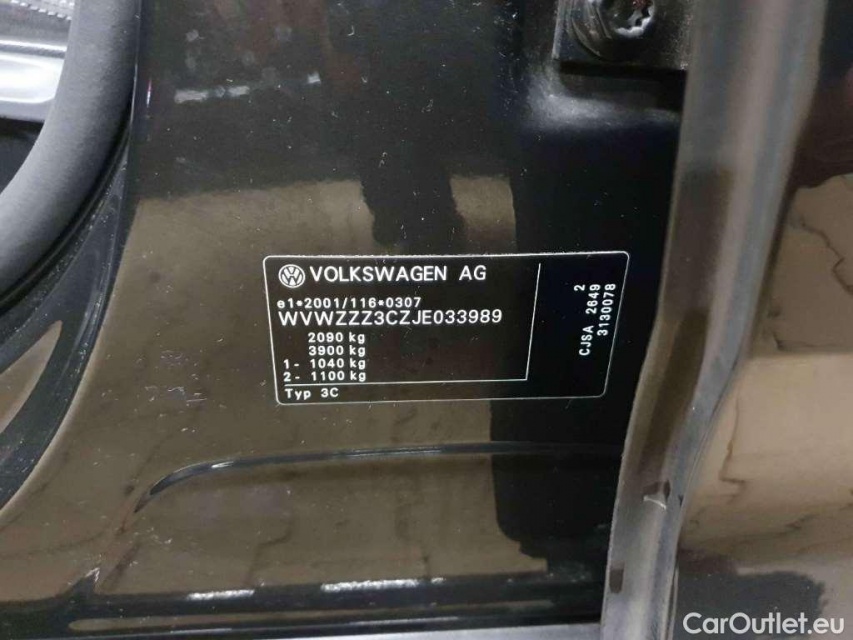 VOLKSWAGEN AG
e1*2001/116*0307
WVWZZZ3CZJE033989
2090 kg
3900 kg
1- 1040 kg
2- 1100 kg
Typ 3C
2
CJSA 2649
3130078
CarOutlet.eu